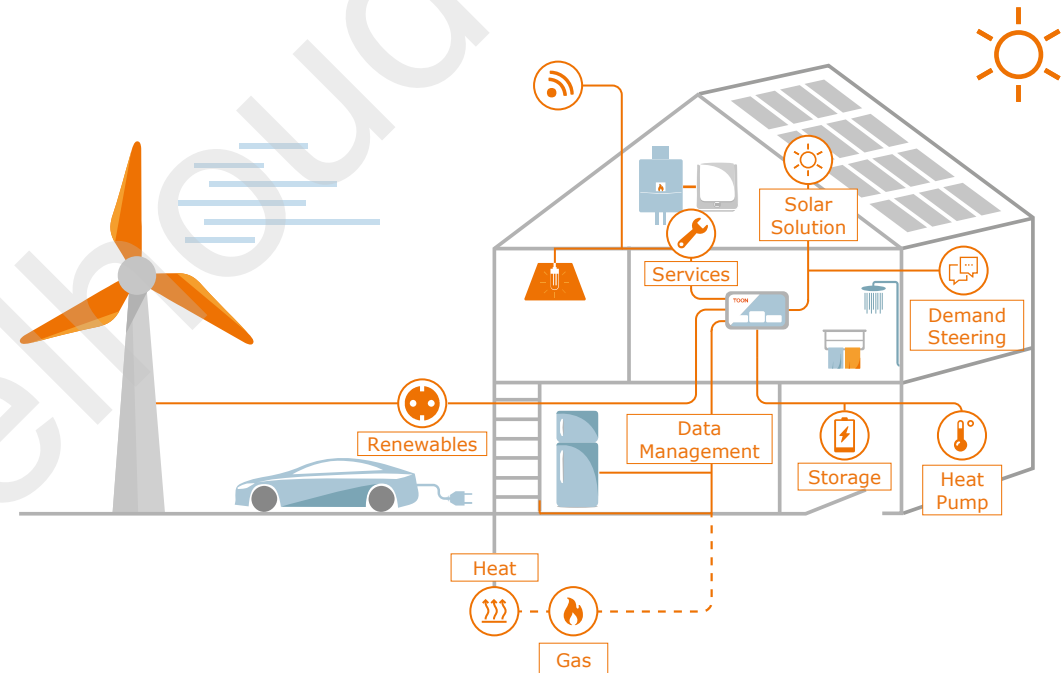 Solar
Solution
Services
TOON
Demand
Steering
Renewables
Data
Management
Storage
Heat
Pump
Heat
Gas